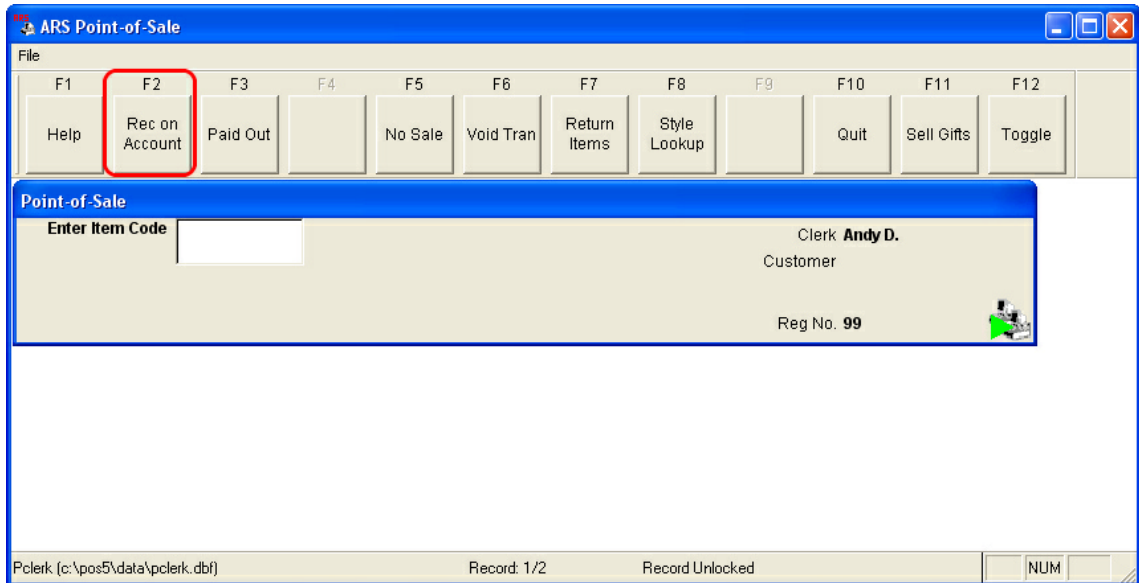 ARS Point-of-Sale
File
F1 F2 F3 F4 F5 F6 F7 F8 F9 F10 F11 F12
Help Rec on Account Paid Out No Sale Void Tran Return Items Style Lookup Quit Sell Gifts Toggle
Point-of-Sale
Enter Item Code
Clerk Andy D.
Customer
Reg No. 99
Pclerk (c:\pos5\data\pclerk.dbf) Record: 1/2 Record Unlocked NUM